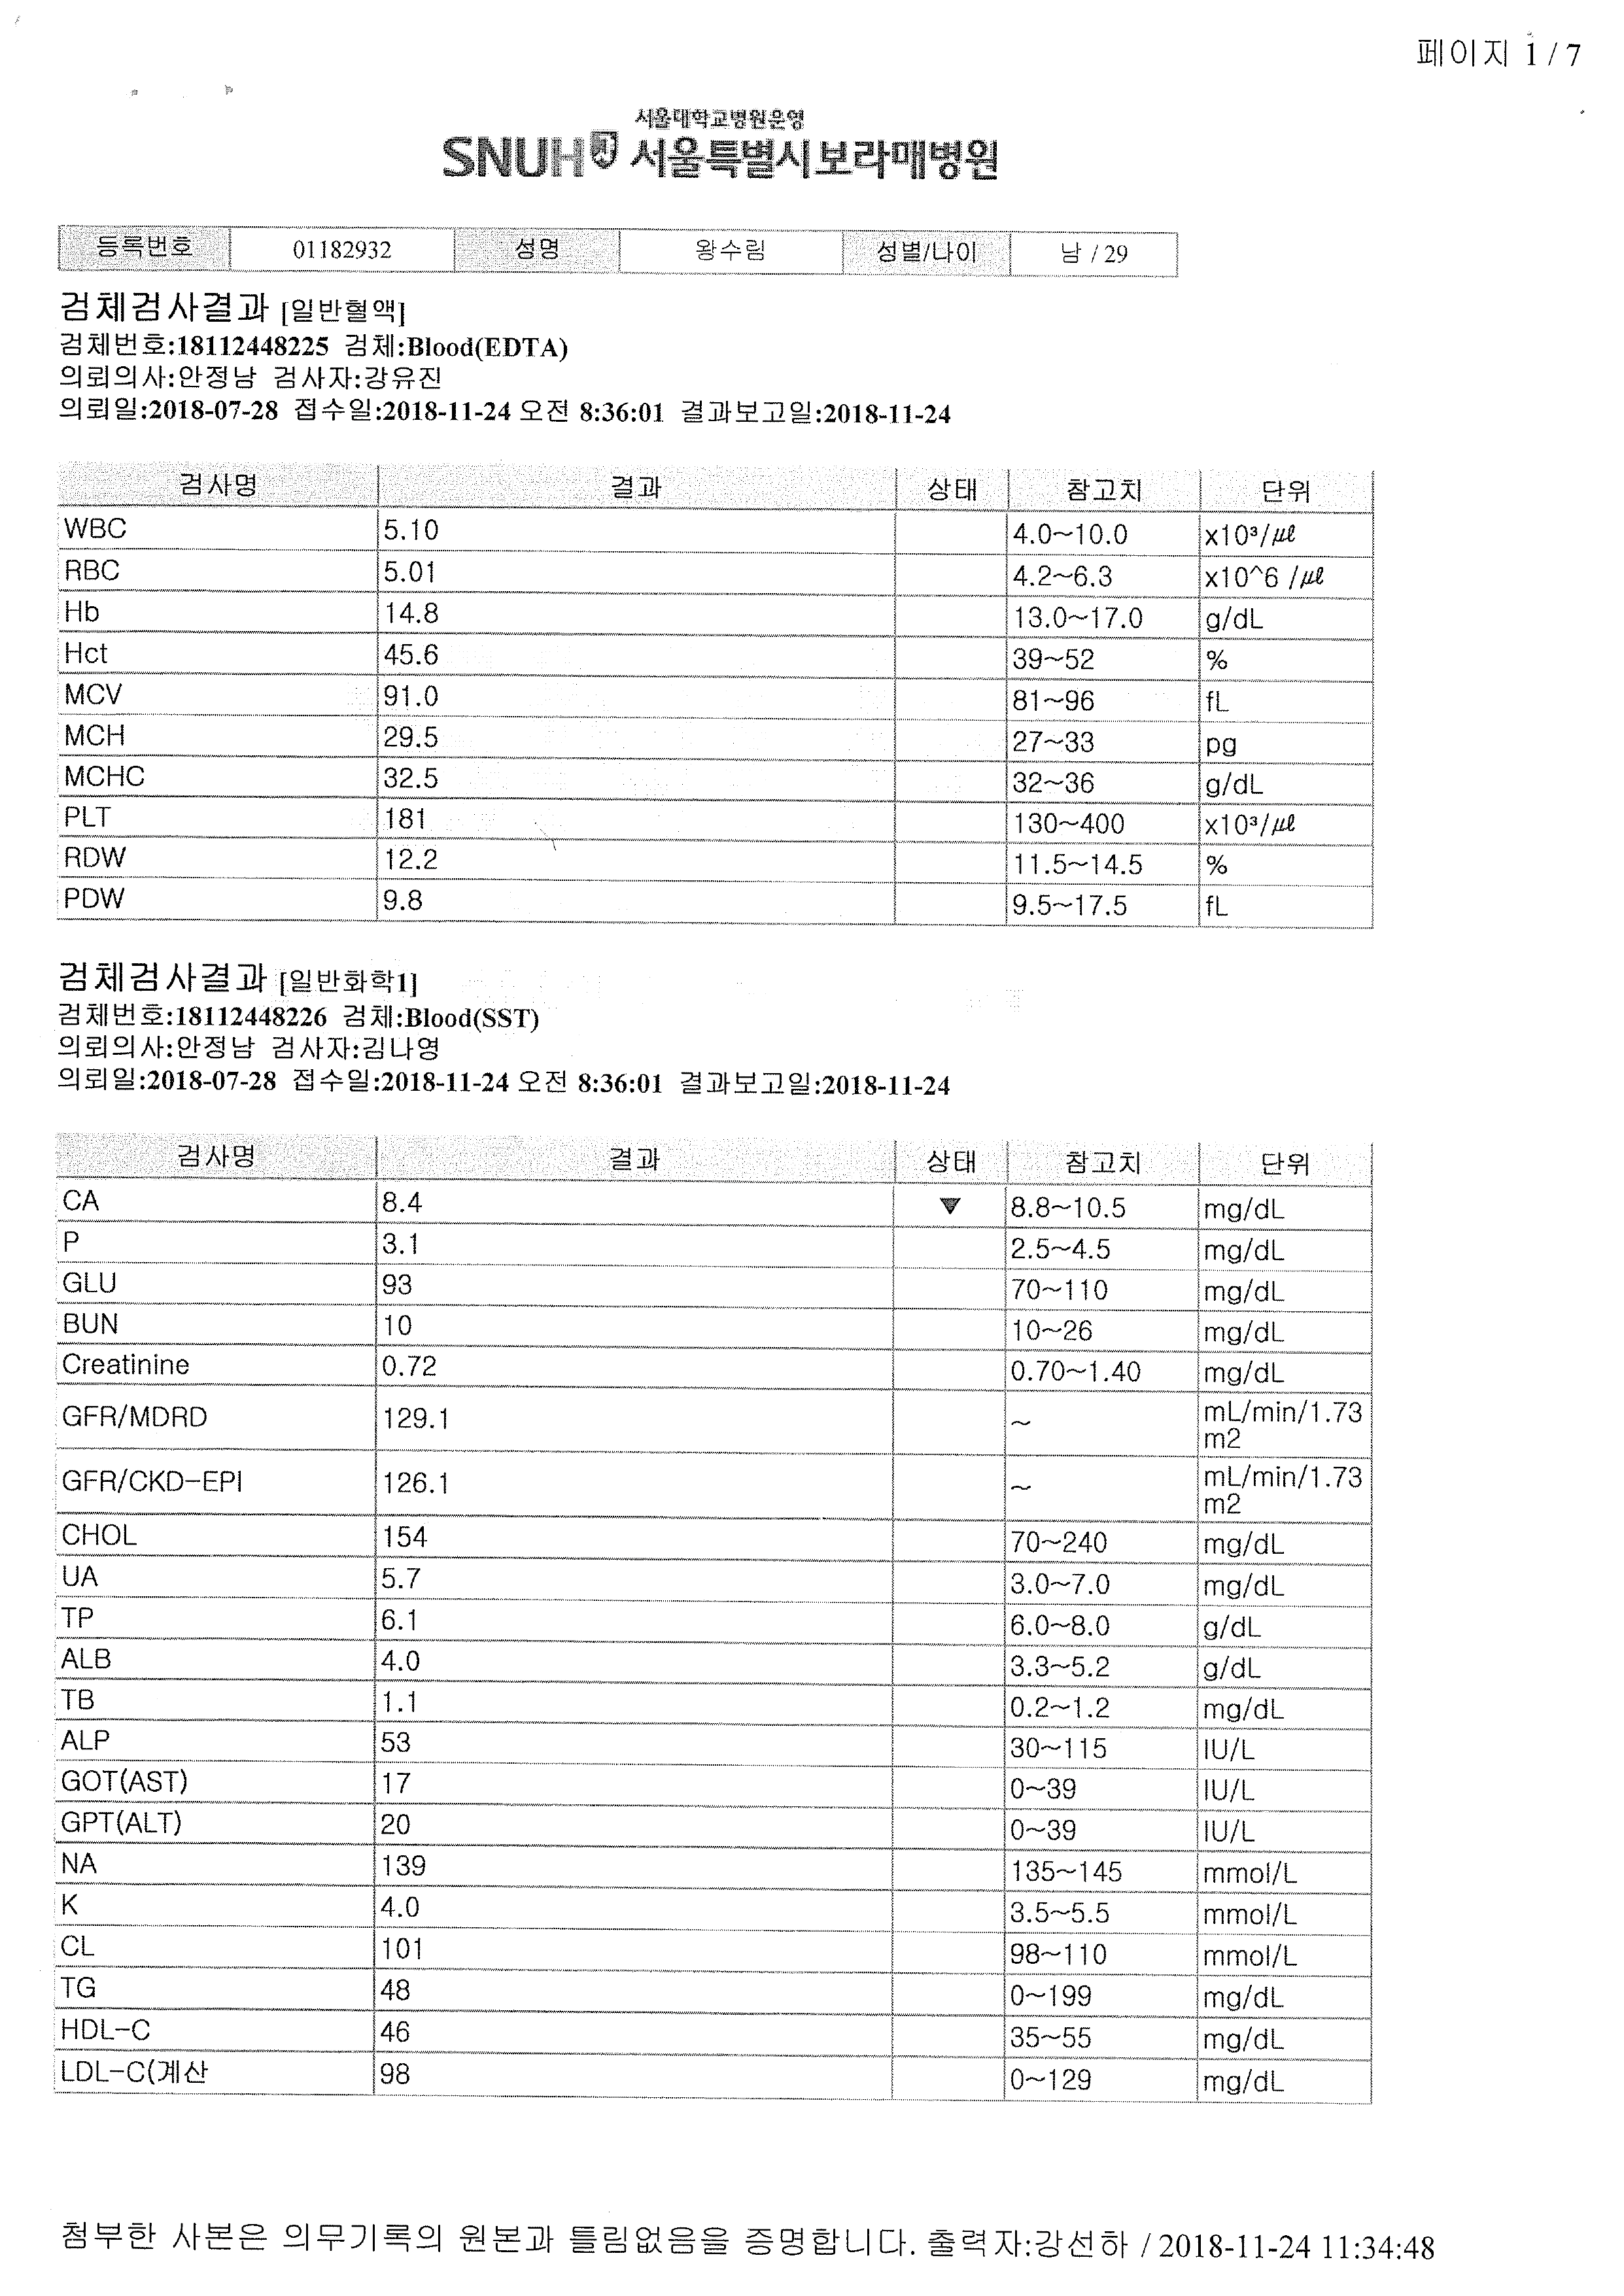 페이지 1 / 7
서울대학교병원운영
SNUH 서울특별시보라매병원
등록번호 01182932 성명 왕수림 성별/나이 남 / 29
검체검사결과 [일반혈액]
검체번호:18112448225 검체:Blood(EDTA)
의뢰의사:안정남 검사자:강유진
의뢰일:2018-07-28 접수일:2018-11-24 오전 8:36:01 결과보고일:2018-11-24
검사명 결과 상태 참고치 단위
WBC 5.10 4.0~10.0 x10³/㎕
RBC 5.01 4.2~6.3 x10^6 /㎕
Hb 14.8 13.0~17.0 g/dL
Hct 45.6 39~52 %
MCV 91.0 81~96 fL
MCH 29.5 27~33 pg
MCHC 32.5 32~36 g/dL
PLT 181 130~400 x10³/㎕
RDW 12.2 11.5~14.5 %
PDW 9.8 9.5~17.5 fL
검체검사결과 [일반화학1]
검체번호:18112448226 검체:Blood(SST)
의뢰의사:안정남 검사자:김나영
의뢰일:2018-07-28 접수일:2018-11-24 오전 8:36:01 결과보고일:2018-11-24
검사명 결과 상태 참고치 단위
CA 8.4 ▼ 8.8~10.5 mg/dL
P 3.1 2.5~4.5 mg/dL
GLU 93 70~110 mg/dL
BUN 10 10~26 mg/dL
Creatinine 0.72 0.70~1.40 mg/dL
GFR/MDRD 129.1 ~ mL/min/1.73
m2
GFR/CKD-EPI 126.1 ~ mL/min/1.73
m2
CHOL 154 70~240 mg/dL
UA 5.7 3.0~7.0 mg/dL
TP 6.1 6.0~8.0 g/dL
ALB 4.0 3.3~5.2 g/dL
TB 1.1 0.2~1.2 mg/dL
ALP 53 30~115 IU/L
GOT(AST) 17 0~39 IU/L
GPT(ALT) 20 0~39 IU/L
NA 139 135~145 mmol/L
K 4.0 3.5~5.5 mmol/L
CL 101 98~110 mmol/L
TG 48 0~199 mg/dL
HDL-C 46 35~55 mg/dL
LDL-C(계산 98 0~129 mg/dL
첨부한 사본은 의무기록의 원본과 틀림없음을 증명합니다. 출력자:강선하 / 2018-11-24 11:34:48